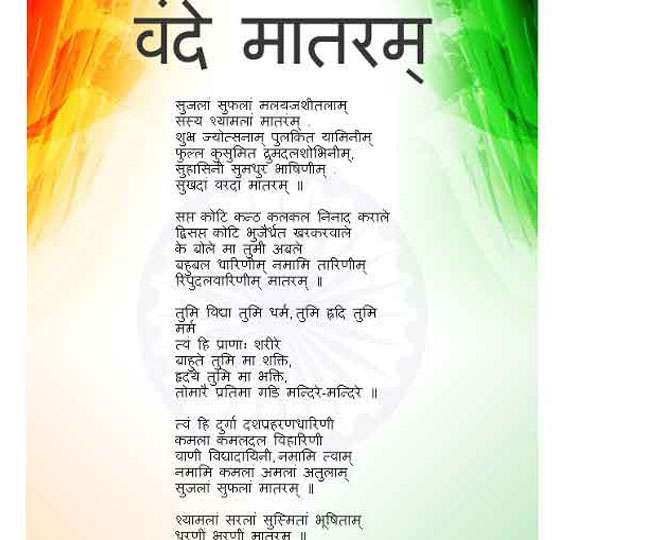 वंदे मातरम्
सुजलां सुफलां मलयजशीतलाम्
सस्य श्यामलां मातरम् .
शुभ्र ज्योत्सनाम् पुलकित यामिनीम्
फुल्ल कुसुमित द्रुमदलशोभिनीम्,
सुहासिनीं सुमधुर भाषिणीम् .
सुखदां वरदां मातरम् ॥
सप्त कोटि कन्ठ कलकल निनाद कराले
द्विसप्त कोटि भुजैर्ध्रत खरकरवाले
के बोले मा तुमी अबले
बहुबल धारिणीम् नमामि तारिणीम्
रिपुदलवारिणीम् मातरम् ॥
तुमि विद्या तुमि धर्म, तुमि ह्रदि तुमि
मर्म
त्वं हि प्राणाः शरीरे
बाहुते तुमि मा शक्ति,
हृदये तुमि मा भक्ति,
तोमारै प्रतिमा गडि मन्दिरे-मन्दिरे ॥
त्वं हि दुर्गा दशप्रहरणधारिणी
कमला कमलदल विहारिणी
वाणी विद्यादायिनी, नमामि त्वाम्
नमामि कमलां अमलां अतुलाम्
सुजलां सुफलां मातरम् ॥
श्यामलां सरलां सुस्मितां भूषिताम्
धरणीं भरणीं मातरम् ॥